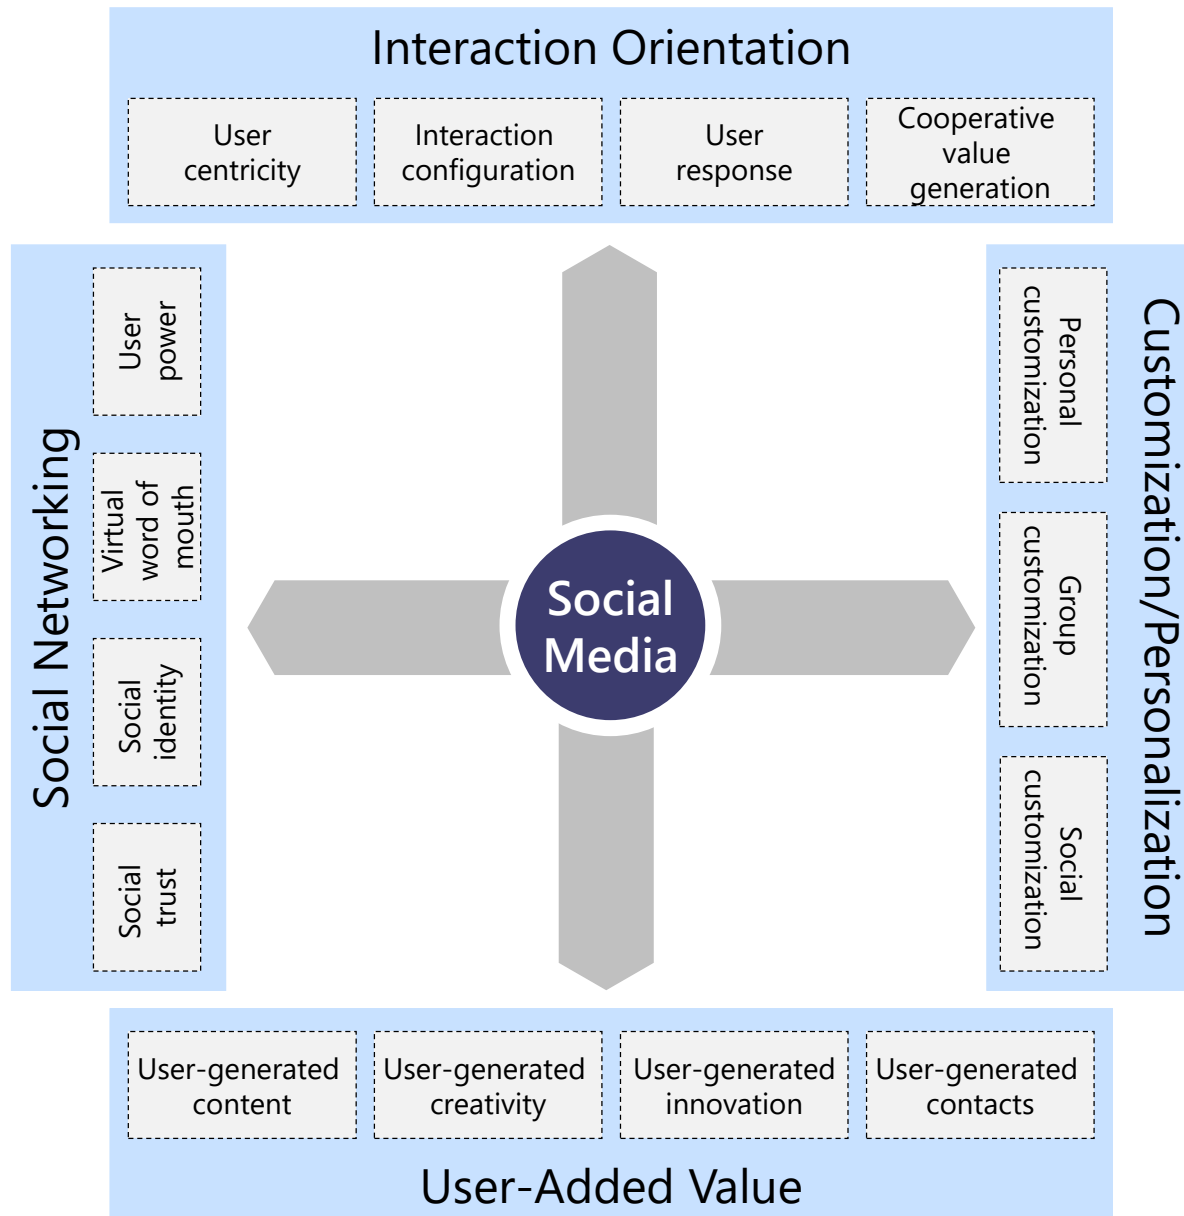 Interaction Orientation
User
centricity
Interaction
configuration
User
response
Cooperative
value
generation
Social Networking
User
power
Virtual
word of
mouth
Social
identity
Social
trust
Social
Media
Customization/Personalization
Personal
customization
Group
customization
Social
customization
User-generated
content
User-generated
creativity
User-generated
innovation
User-generated
contacts
User-Added Value